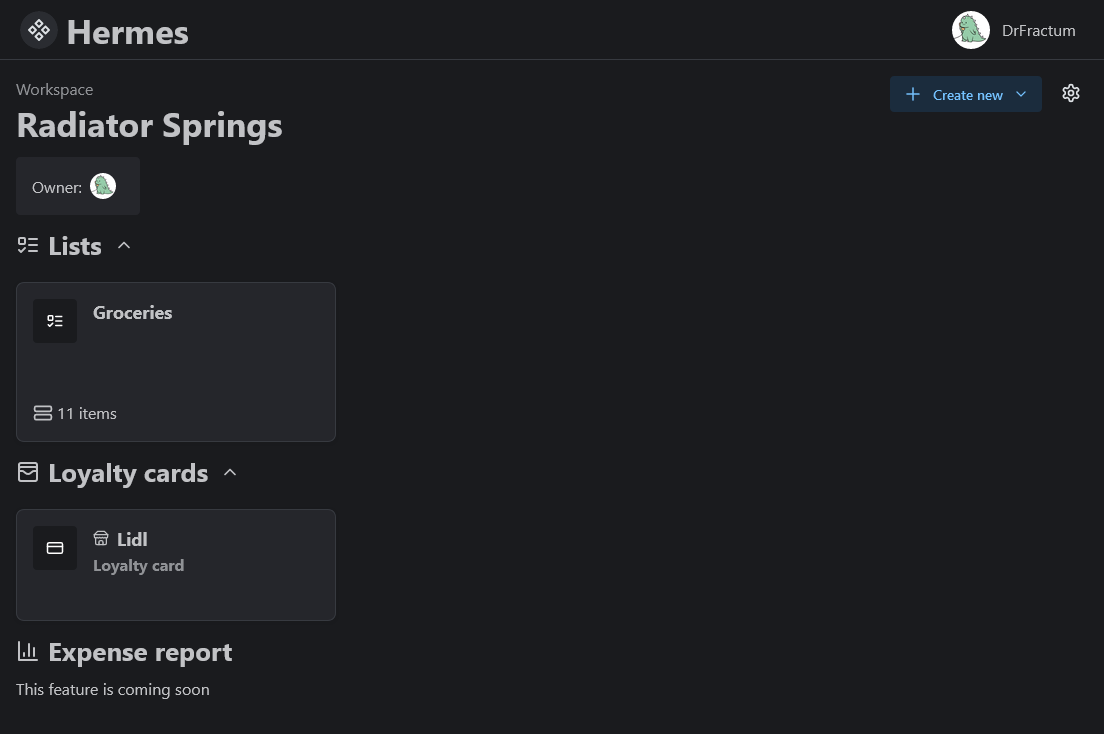 Hermes
DrFractum
Workspace
Create new
Radiator Springs
Owner:
Lists
Groceries
11 items
Loyalty cards
Lidl
Loyalty card
Expense report
This feature is coming soon